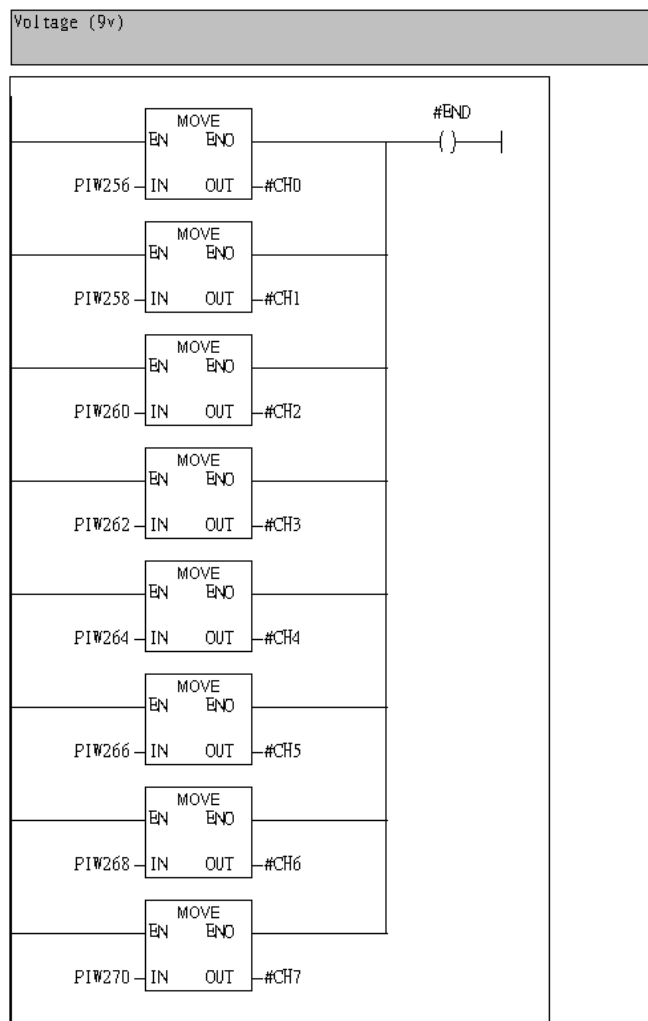 Voltage (9v)
#END
MOVE
EN ENO
PIW256 IN OUT #CH0
MOVE
EN ENO
PIW258 IN OUT #CH1
MOVE
EN ENO
PIW260 IN OUT #CH2
MOVE
EN ENO
PIW262 IN OUT #CH3
MOVE
EN ENO
PIW264 IN OUT #CH4
MOVE
EN ENO
PIW266 IN OUT #CH5
MOVE
EN ENO
PIW268 IN OUT #CH6
MOVE
EN ENO
PIW270 IN OUT #CH7